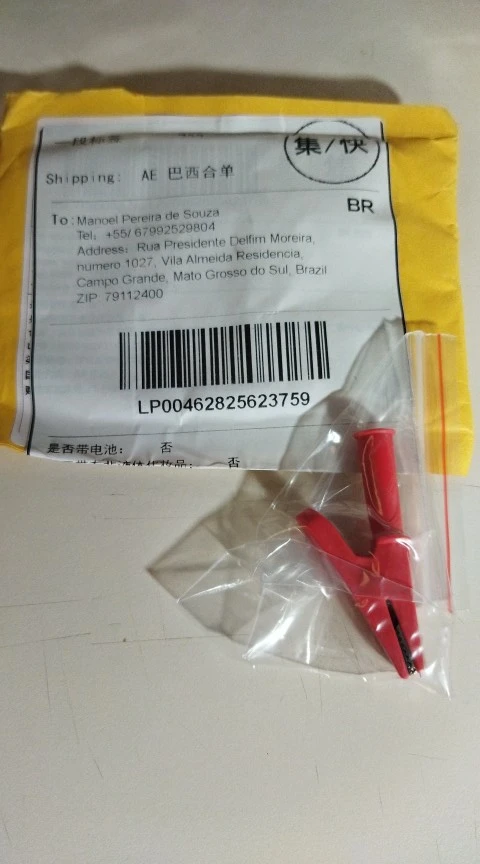 集/快
Shipping: AE 巴西合单
BR
To: Manoel Pereira de Souza
Tel: +55/ 67992529804
Address: Rua Presidente Delfim Moreira,
numero 1027, Vila Almeida Residencia,
Campo Grande, Mato Grosso do Sul, Brazil
ZIP 79112400
LP00462825623759
是否带电池: 否
否